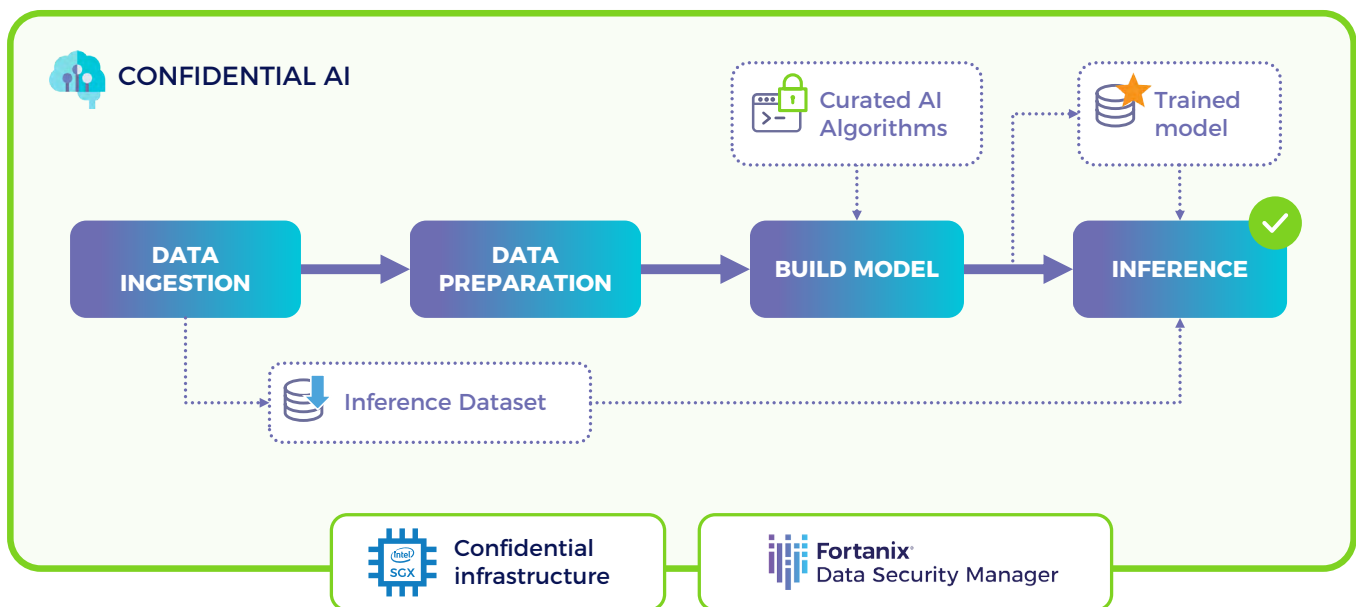 CONFIDENTIAL AI
Curated AI
Algorithms
Trained
model
DATA
INGESTION
DATA
PREPARATION
BUILD MODEL
INFERENCE
Inference Dataset
intel
SGX
Confidential
infrastructure
Fortanix®
Data Security Manager